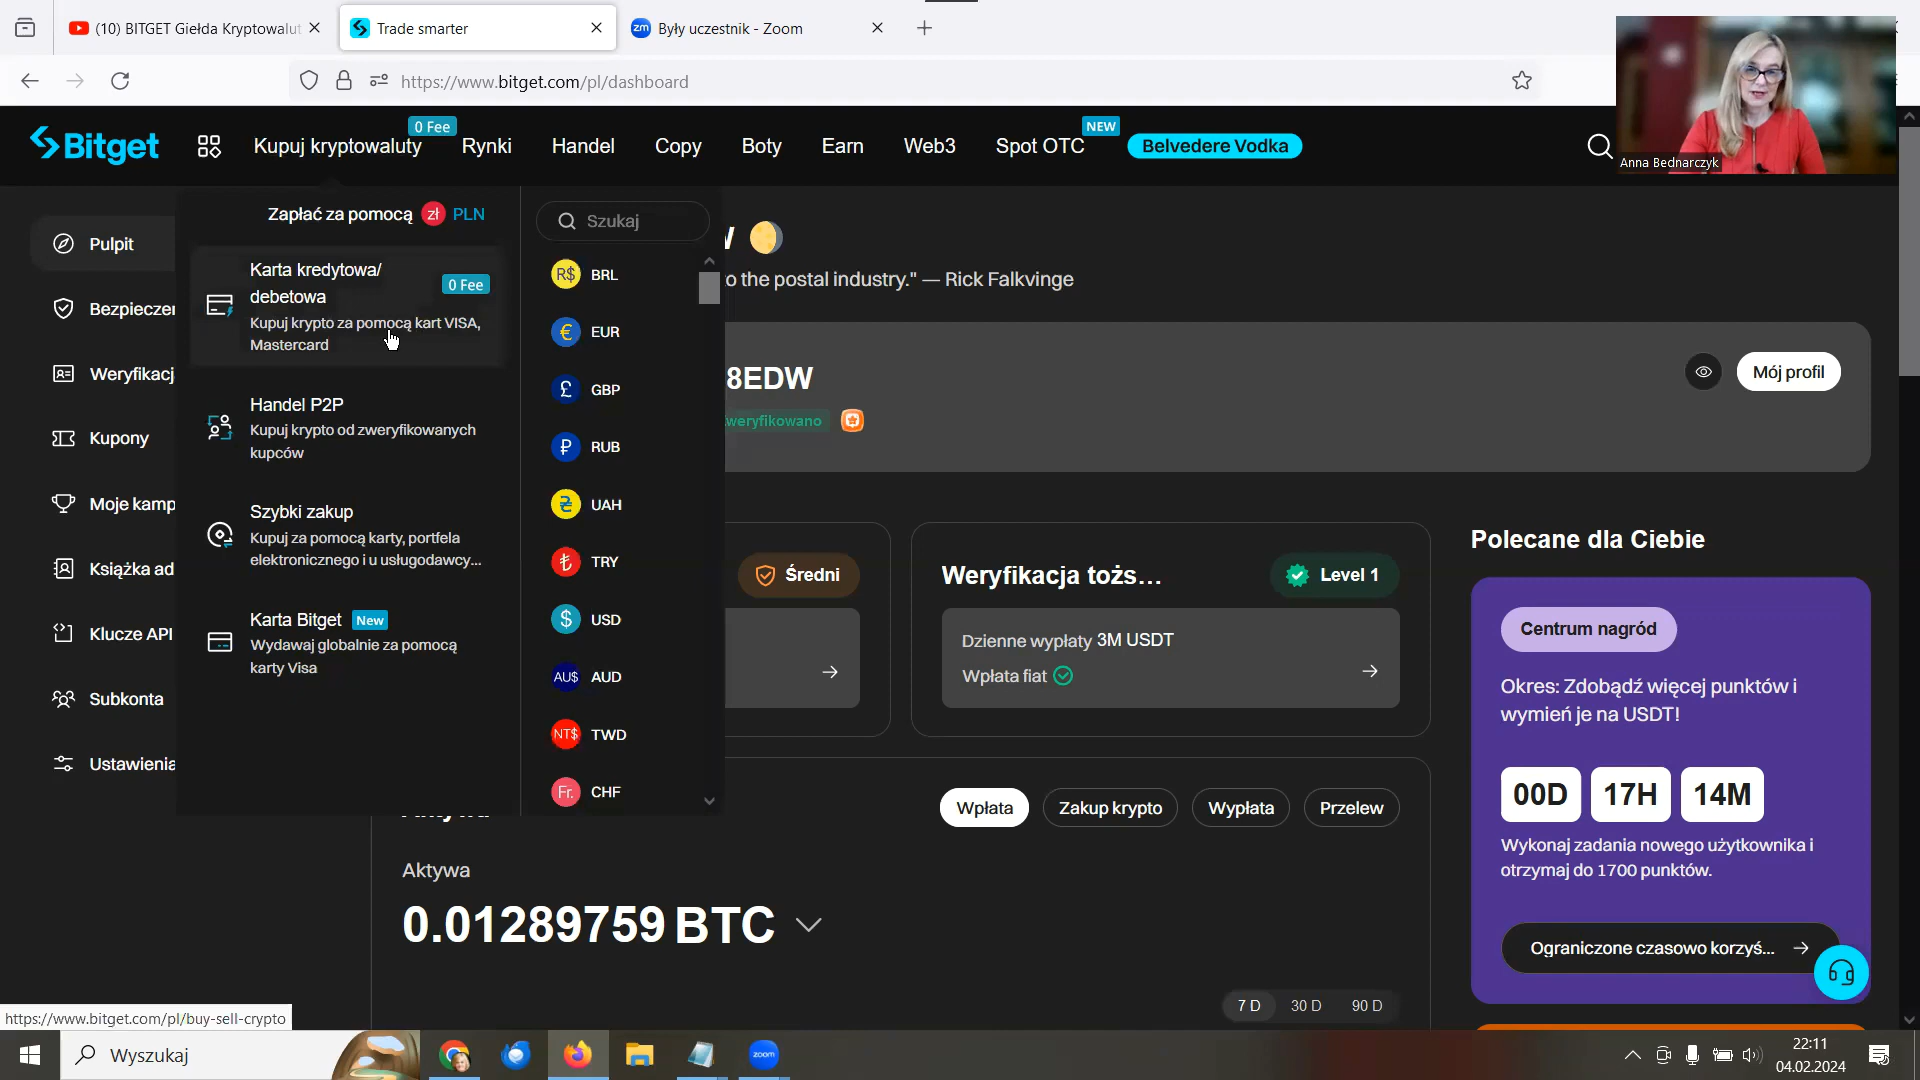 (10) BITGET Giełda Kryptowalut
Trade smarter
Były uczestnik - Zoom
https://www.bitget.com/pl/dashboard
Anna Bednarczyk
Bitget
Kupuj kryptowaluty
0 Fee
Rynki
Handel
Copy
Boty
Earn
Web3
Spot OTC
NEW
Belvedere Vodka
Zapłać za pomocą zł PLN
Karta kredytowa/
debetowa
0 Fee
Kupuj krypto za pomocą kart VISA,
Mastercard
Handel P2P
Kupuj krypto od zweryfikowanych
kupców
Szybki zakup
Kupuj za pomocą karty, portfela
elektronicznego i u usługodawcy...
Karta Bitget New
Wydawaj globalnie za pomocą
karty Visa
Szukaj
R$ BRL
€ EUR
£ GBP
₽ RUB
₴ UAH
₺ TRY
$ USD
AU$ AUD
NT$ TWD
Fr. CHF
Pulpit
Bezpieczeń
Weryfikacj
Kupony
Moje kamp
Książka ad
Klucze API
Subkonta
Ustawienia
o the postal industry." — Rick Falkvinge
8EDW
weryfikowano
Mój profil
Średni
Weryfikacja tożs...
Level 1
Dzienne wypłaty 3M USDT
Wpłata fiat
Wpłata
Zakup krypto
Wypłata
Przelew
Aktywa
0.01289759 BTC
7 D
30 D
90 D
Polecane dla Ciebie
Centrum nagród
Okres: Zdobądź więcej punktów i
wymień je na USDT!
00D 17H 14M
Wykonaj zadania nowego użytkownika i
otrzymaj do 1700 punktów.
Ograniczone czasowo korzyś...
https://www.bitget.com/pl/buy-sell-crypto
Wyszukaj
zoom
22:11
04.02.2024